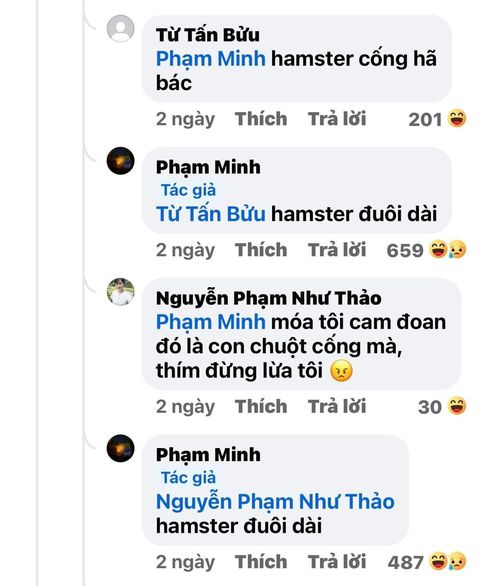 Từ Tấn Bửu
Phạm Minh hamster cống hã
bác
2 ngày Thích Trả lời 201 😆
Phạm Minh
Tác giả
Từ Tấn Bửu hamster đuôi dài
2 ngày Thích Trả lời 659 😆😢
Nguyễn Phạm Như Thảo
Phạm Minh móa tôi cam đoan
đó là con chuột cống mà,
thím đừng lừa tôi 😠
2 ngày Thích Trả lời 30 😆
Phạm Minh
Tác giả
Nguyễn Phạm Như Thảo
hamster đuôi dài
2 ngày Thích Trả lời 487 😆😢